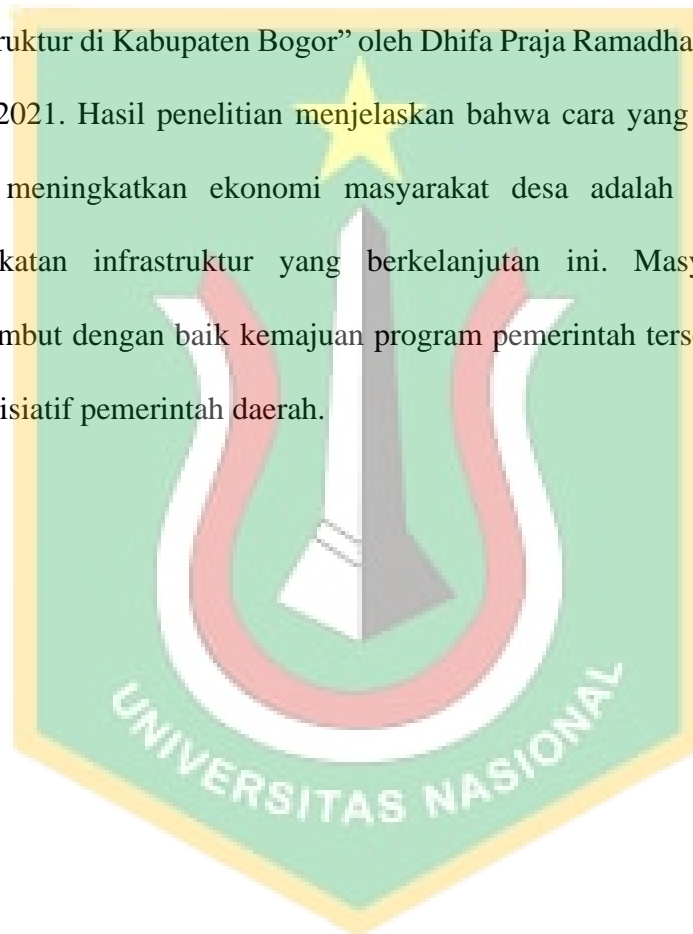 ruktur di Kabupaten Bogor” oleh Dhifa Praja Ramadha
2021. Hasil penelitian menjelaskan bahwa cara yang
meningkatkan ekonomi masyarakat desa adalah
katan infrastruktur yang berkelanjutan ini. Masy
mbut dengan baik kemajuan program pemerintah ters
isiatif pemerintah daerah.
UNIVERSITAS NASIONAL